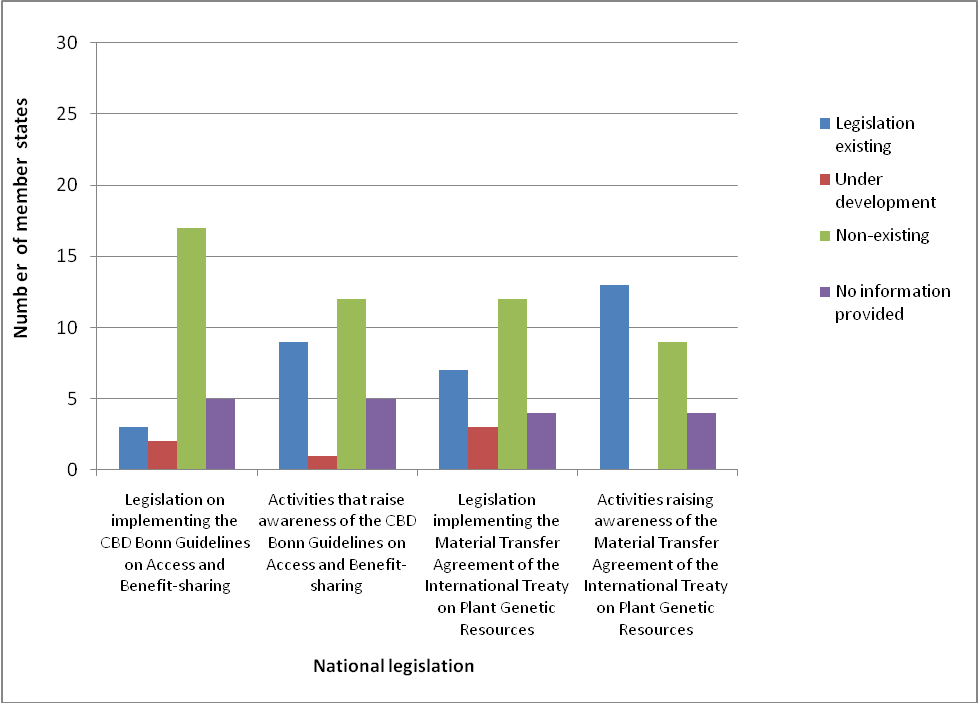 30
25
20
15
10
5
0
Number of member states
Legislation on
implementing the
CBD Bonn Guidelines
on Access and
Benefit-sharing
Activities that raise
awareness of the CBD
Bonn Guidelines on
Access and Benefit-
sharing
Legislation
implementing the
Material Transfer
Agreement of the
International Treaty
on Plant Genetic
Resources
Activities raising
awareness of the
Material Transfer
Agreement of the
International Treaty
on Plant Genetic
Resources
National legislation
Legislation
existing
Under
development
Non-existing
No information
provided